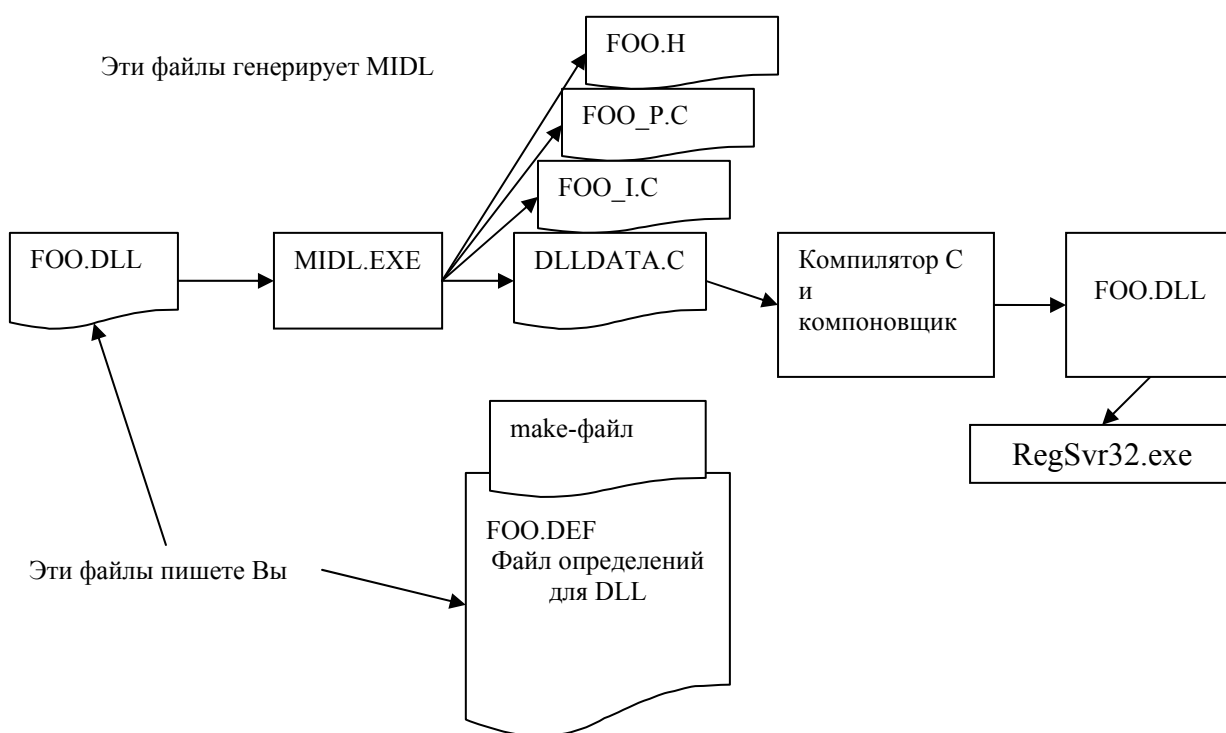 FOO.H
Эти файлы генерирует MIDL
FOO_P.C
FOO_I.C
FOO.DLL
MIDL.EXE
DLLDATA.C
Компилятор С
и
компоновщик
FOO.DLL
make-файл
RegSvr32.exe
FOO.DEF
Файл определений
для DLL
Эти файлы пишете Вы